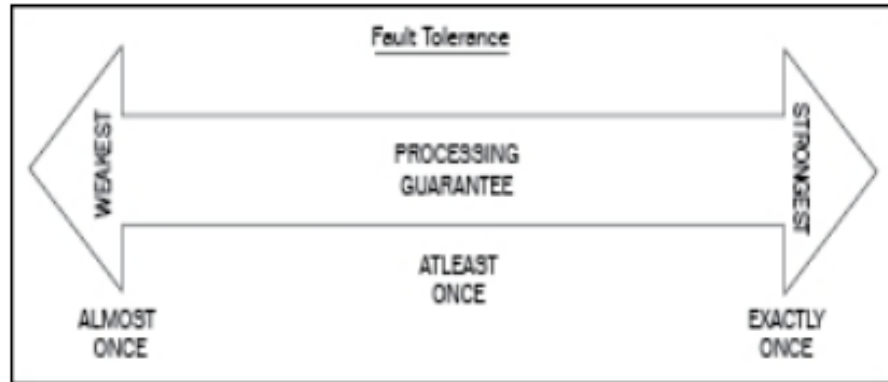 Fault Tolerance
WEAKEST
PROCESSING
GUARANTEE
STRONGEST
ATLEAST
ONCE
ALMOST
ONCE
EXACTLY
ONCE